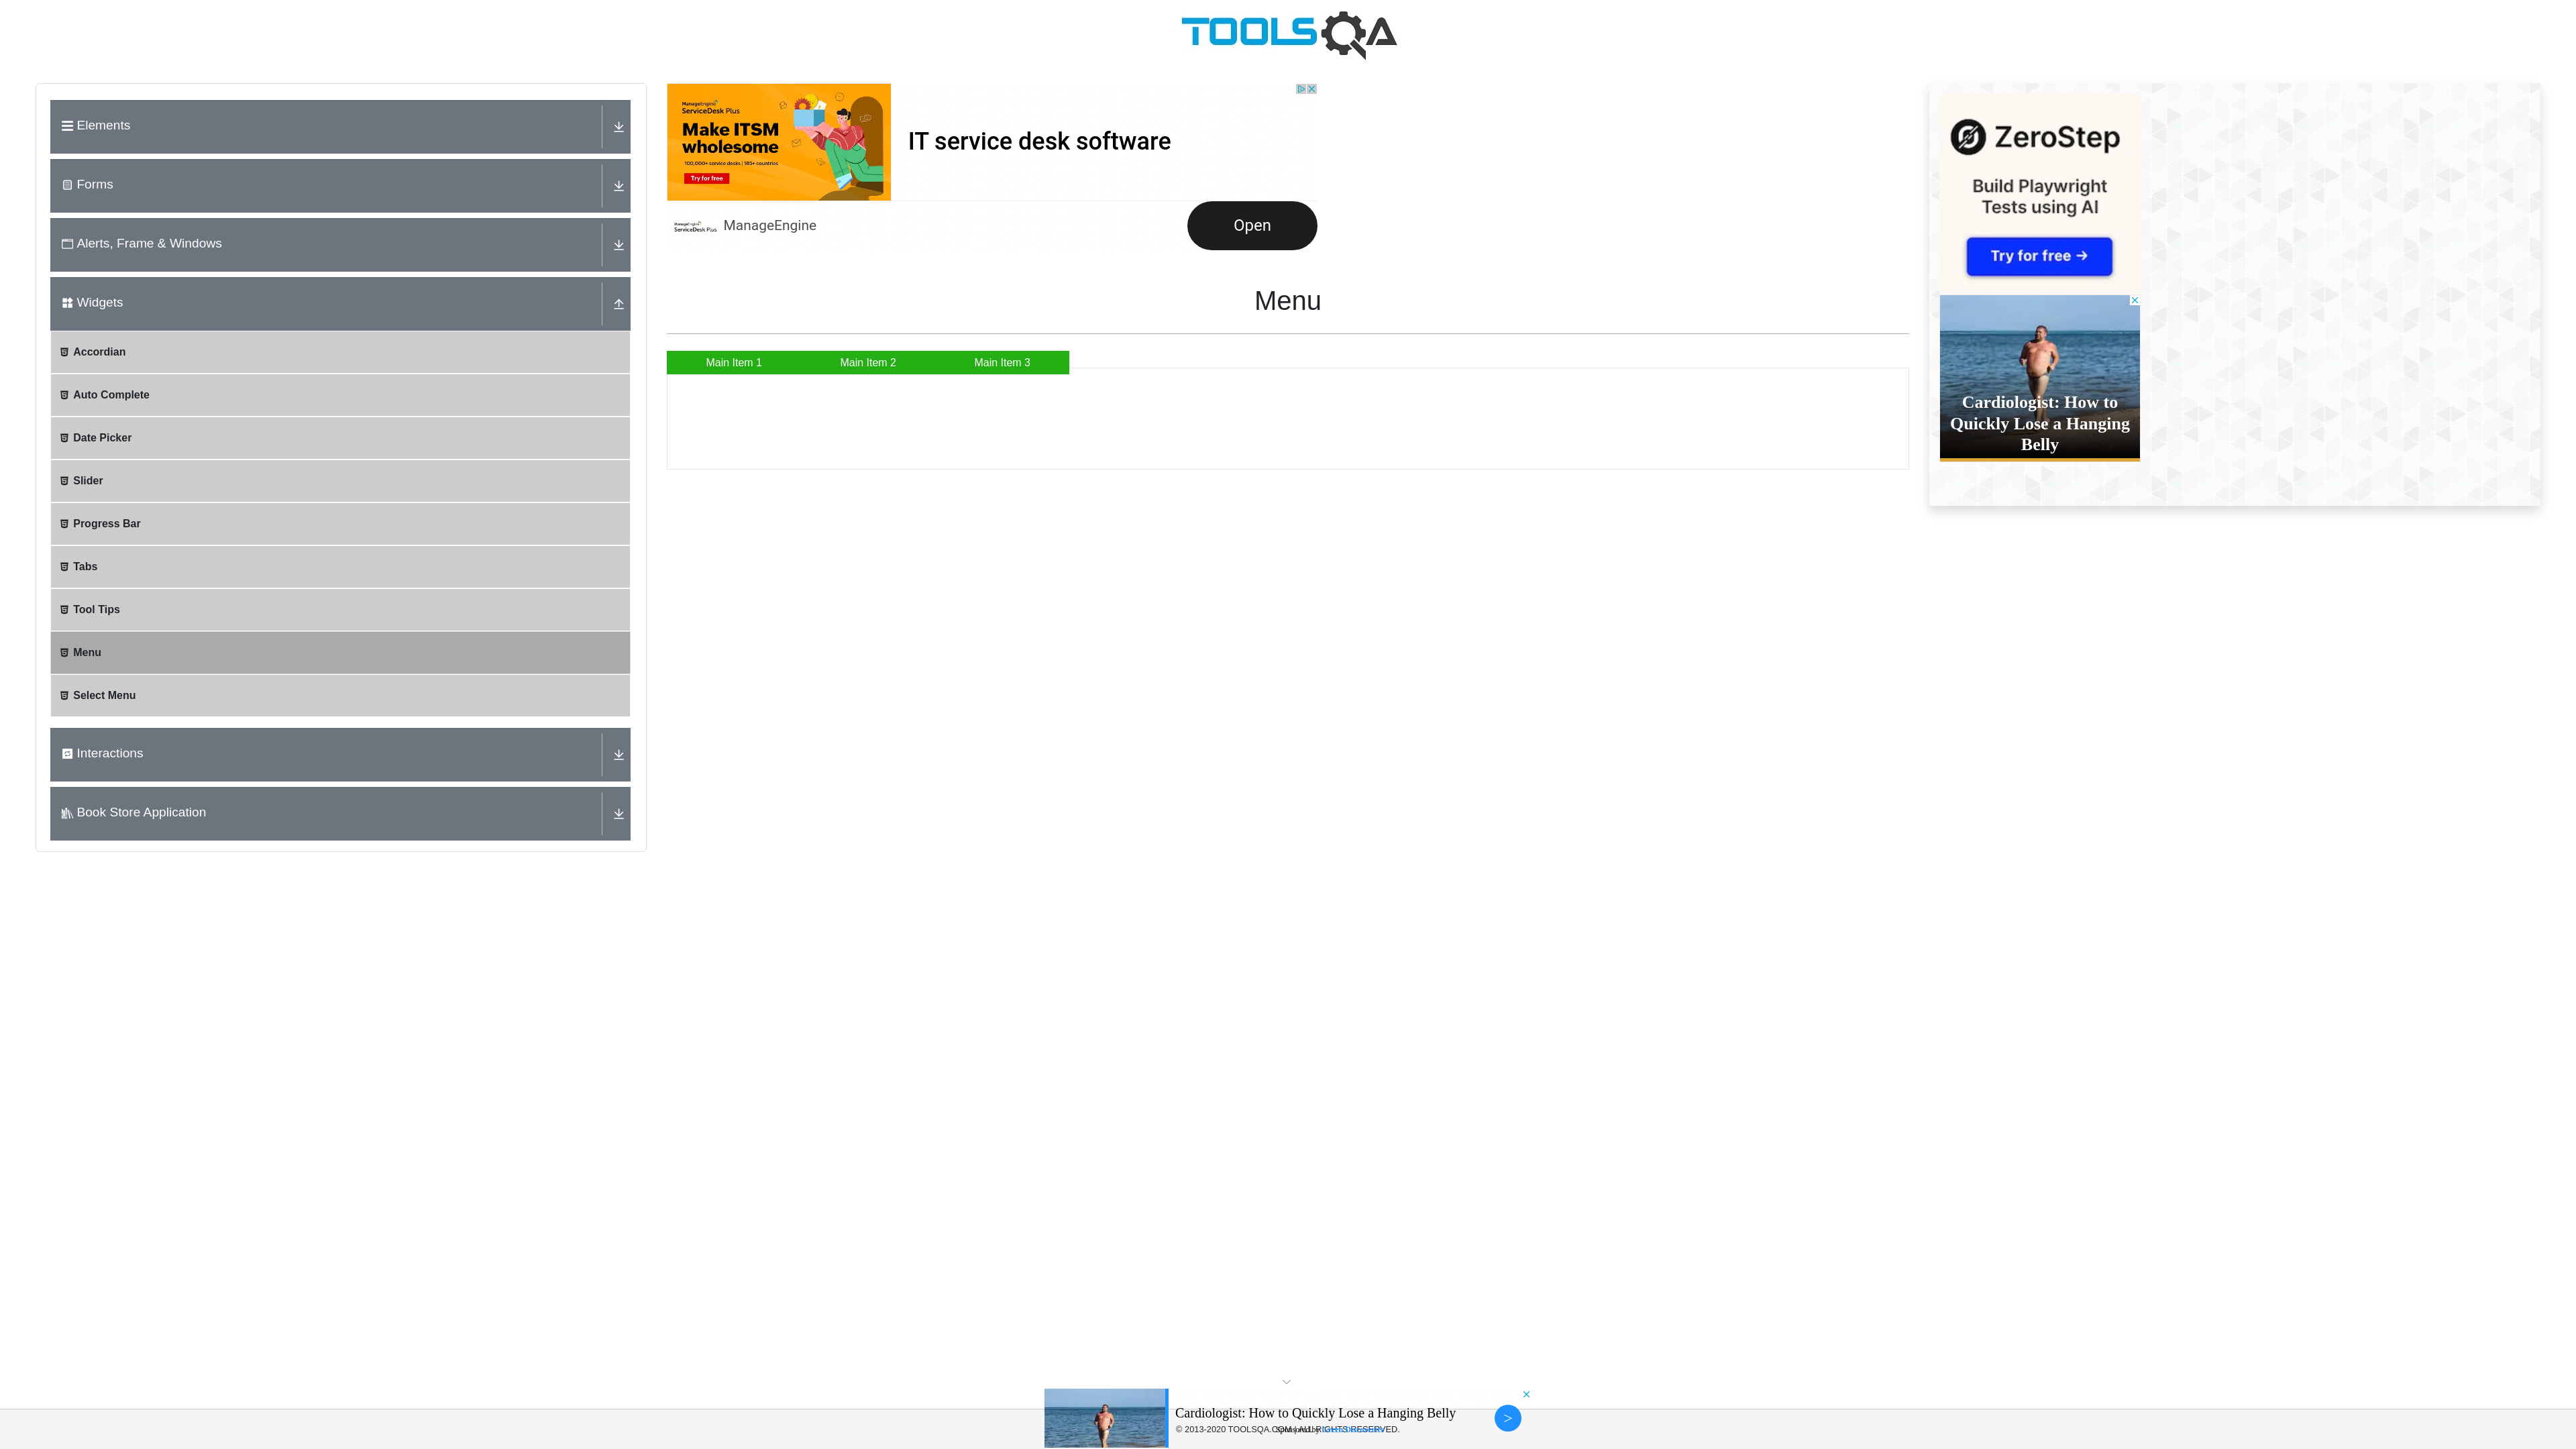 TOOLSQA
Elements
Forms
Alerts, Frame & Windows
Widgets
Accordian
Auto Complete
Date Picker
Slider
Progress Bar
Tabs
Tool Tips
Menu
Select Menu
Interactions
Book Store Application
ManageEngine
ServiceDesk Plus
Make ITSM
wholesome
100,000+ service desks | 185+ countries
Try for free
IT service desk software
ManageEngine
ServiceDesk Plus
ManageEngine
Open
Menu
Main Item 1 Main Item 2 Main Item 3
ZeroStep
Build Playwright
Tests using AI
Try for free →
Cardiologist: How to
Quickly Lose a Hanging
Belly
Cardiologist: How to Quickly Lose a Hanging Belly
>
© 2013-2020 TOOLSQA.COM | ALL RIGHTS RESERVED.